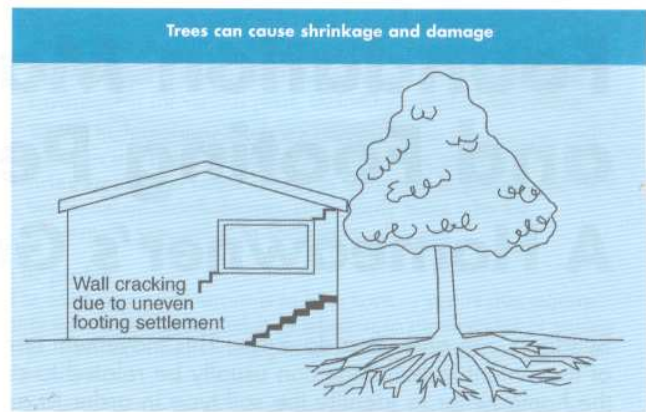 Trees can cause shrinkage and damage
Wall cracking
due to uneven
footing settlement